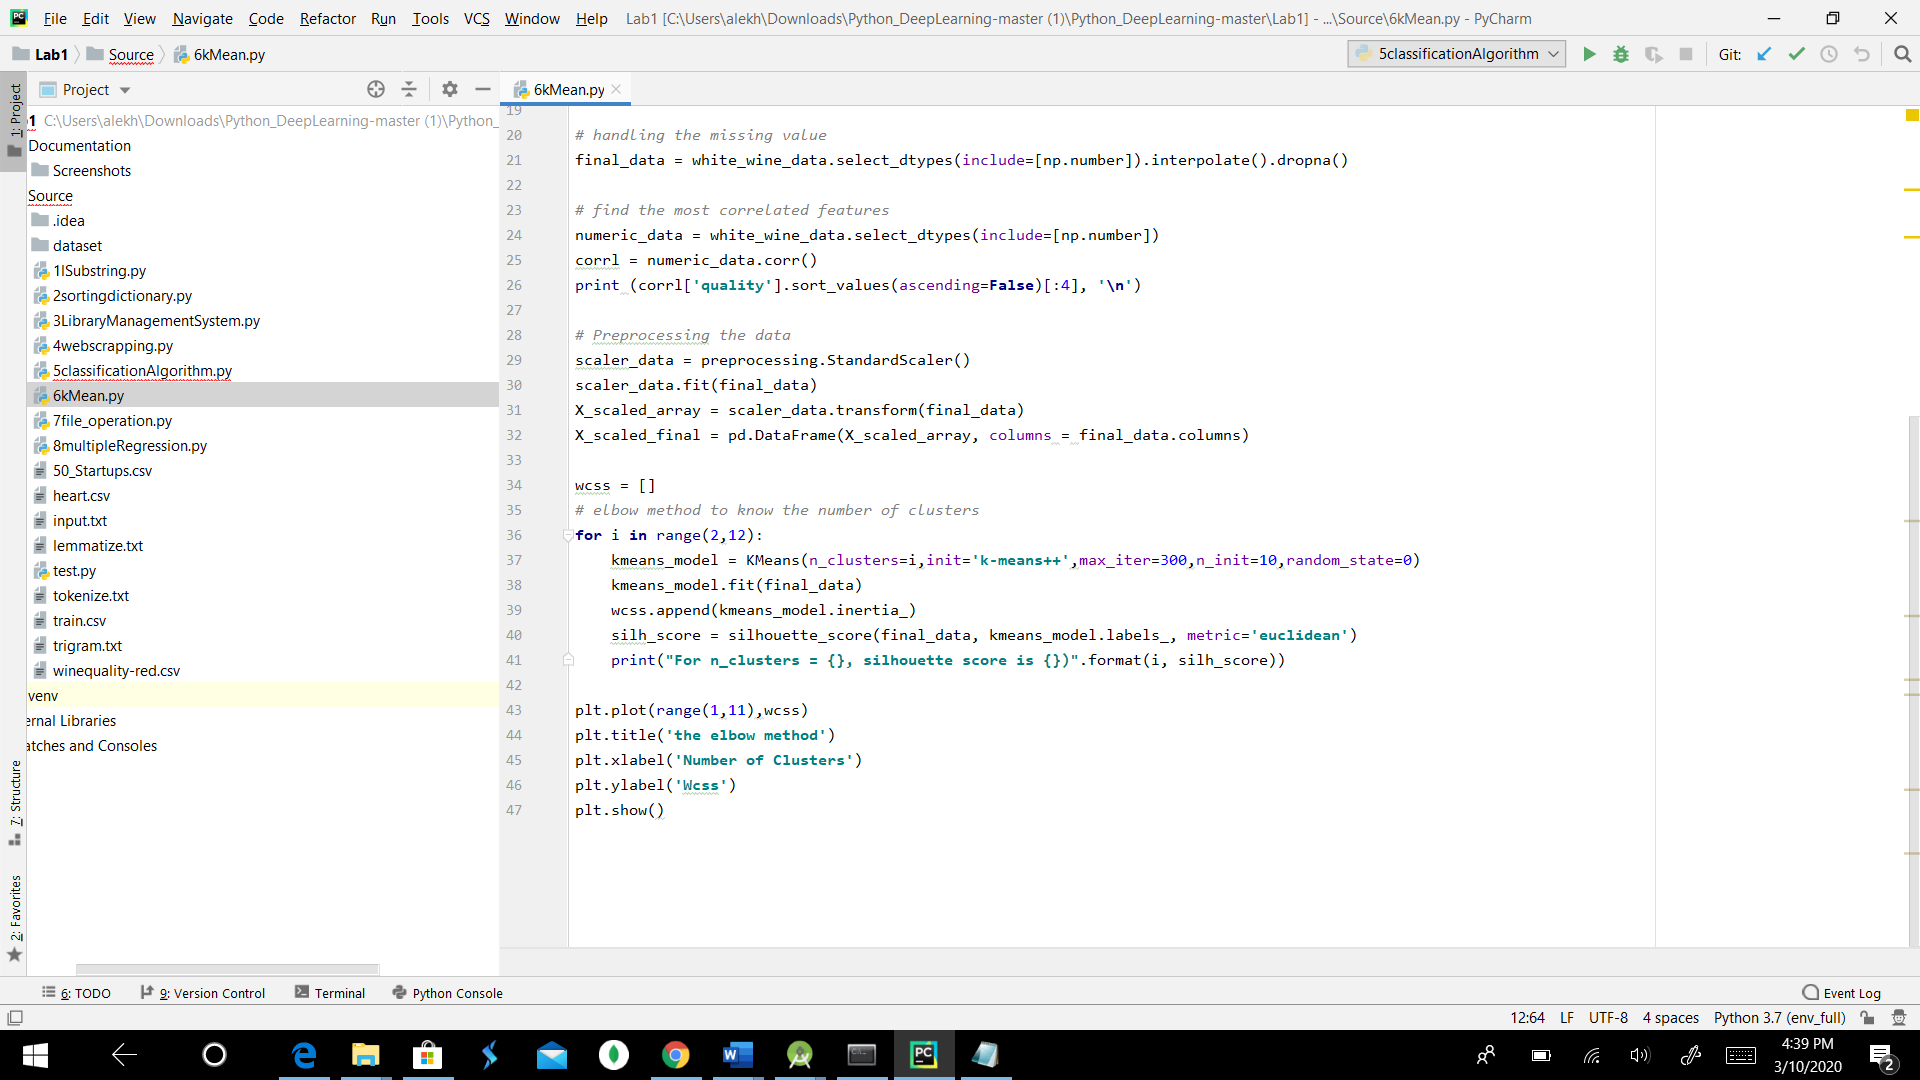 File Edit View Navigate Code Refactor Run Tools VCS Window Help Lab1 [C:\Users\alekh\Downloads\Python_DeepLearning-master (1)\Python_DeepLearning-master\Lab1] - ...\Source\6kMean.py - PyCharm
Lab1 Source 6kMean.py 5classificationAlgorithm Git:
Project 6kMean.py
1: Project
1 C:\Users\alekh\Downloads\Python_DeepLearning-master (1)\Python_
Documentation
Screenshots
Source
.idea
dataset
1lSubstring.py
2sortingdictionary.py
3LibraryManagementSystem.py
4webscrapping.py
5classificationAlgorithm.py
6kMean.py
7file_operation.py
8multipleRegression.py
50_Startups.csv
heart.csv
input.txt
lemmatize.txt
test.py
tokenize.txt
train.csv
trigram.txt
winequality-red.csv
venv
ernal Libraries
atches and Consoles
7: Structure
2: Favorites
19
20 # handling the missing value
21 final_data = white_wine_data.select_dtypes(include=[np.number]).interpolate().dropna()
22
23 # find the most correlated features
24 numeric_data = white_wine_data.select_dtypes(include=[np.number])
25 corrl = numeric_data.corr()
26 print (corrl['quality'].sort_values(ascending=False)[:4], '\n')
27
28 # Preprocessing the data
29 scaler_data = preprocessing.StandardScaler()
30 scaler_data.fit(final_data)
31 X_scaled_array = scaler_data.transform(final_data)
32 X_scaled_final = pd.DataFrame(X_scaled_array, columns = final_data.columns)
33
34 wcss = []
35 # elbow method to know the number of clusters
36 for i in range(2,12):
37 kmeans_model = KMeans(n_clusters=i,init='k-means++',max_iter=300,n_init=10,random_state=0)
38 kmeans_model.fit(final_data)
39 wcss.append(kmeans_model.inertia_)
40 silh_score = silhouette_score(final_data, kmeans_model.labels_, metric='euclidean')
41 print("For n_clusters = {}, silhouette score is {})".format(i, silh_score))
42
43 plt.plot(range(1,11),wcss)
44 plt.title('the elbow method')
45 plt.xlabel('Number of Clusters')
46 plt.ylabel('Wcss')
47 plt.show()
6: TODO 9: Version Control Terminal Python Console Event Log
12:64 LF UTF-8 4 spaces Python 3.7 (env_full)
4:39 PM
3/10/2020
2